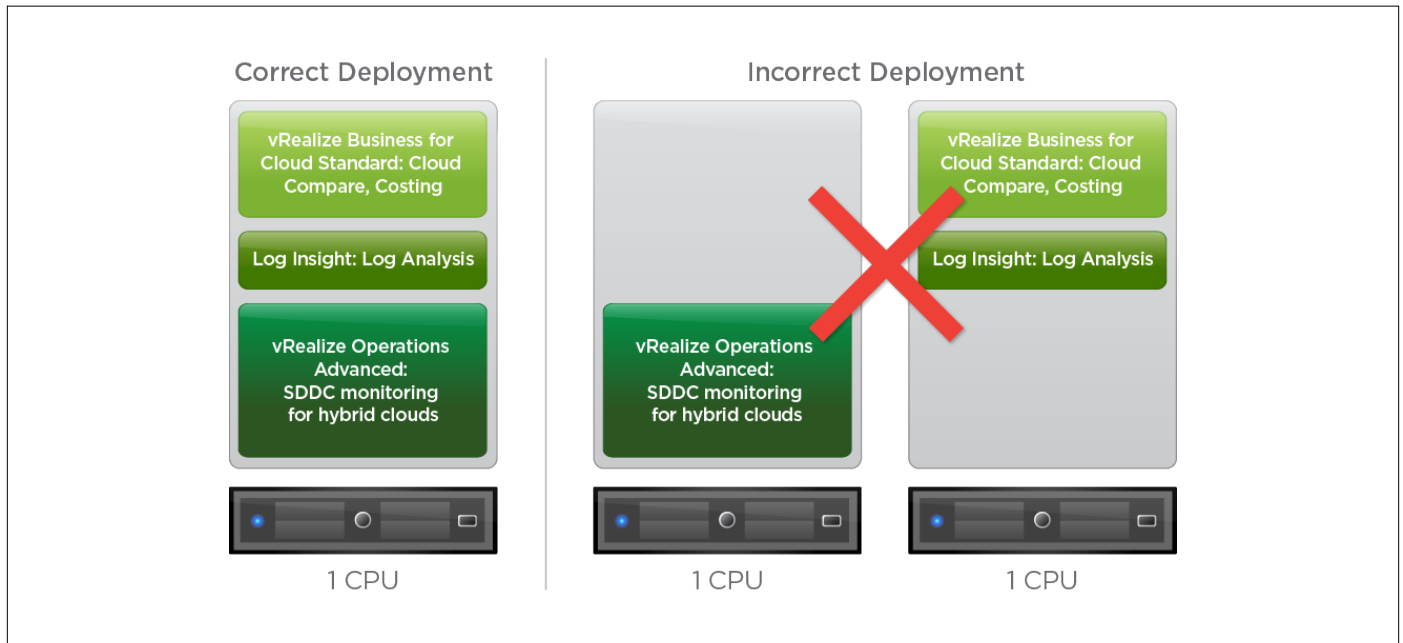 Correct Deployment
vRealize Business for
Cloud Standard: Cloud
Compare, Costing
Log Insight: Log Analysis
vRealize Operations
Advanced:
SDDC monitoring
for hybrid clouds
1 CPU
Incorrect Deployment
vRealize Operations
Advanced:
SDDC monitoring
for hybrid clouds
1 CPU
vRealize Business for
Cloud Standard: Cloud
Compare, Costing
Log Insight: Log Analysis
1 CPU